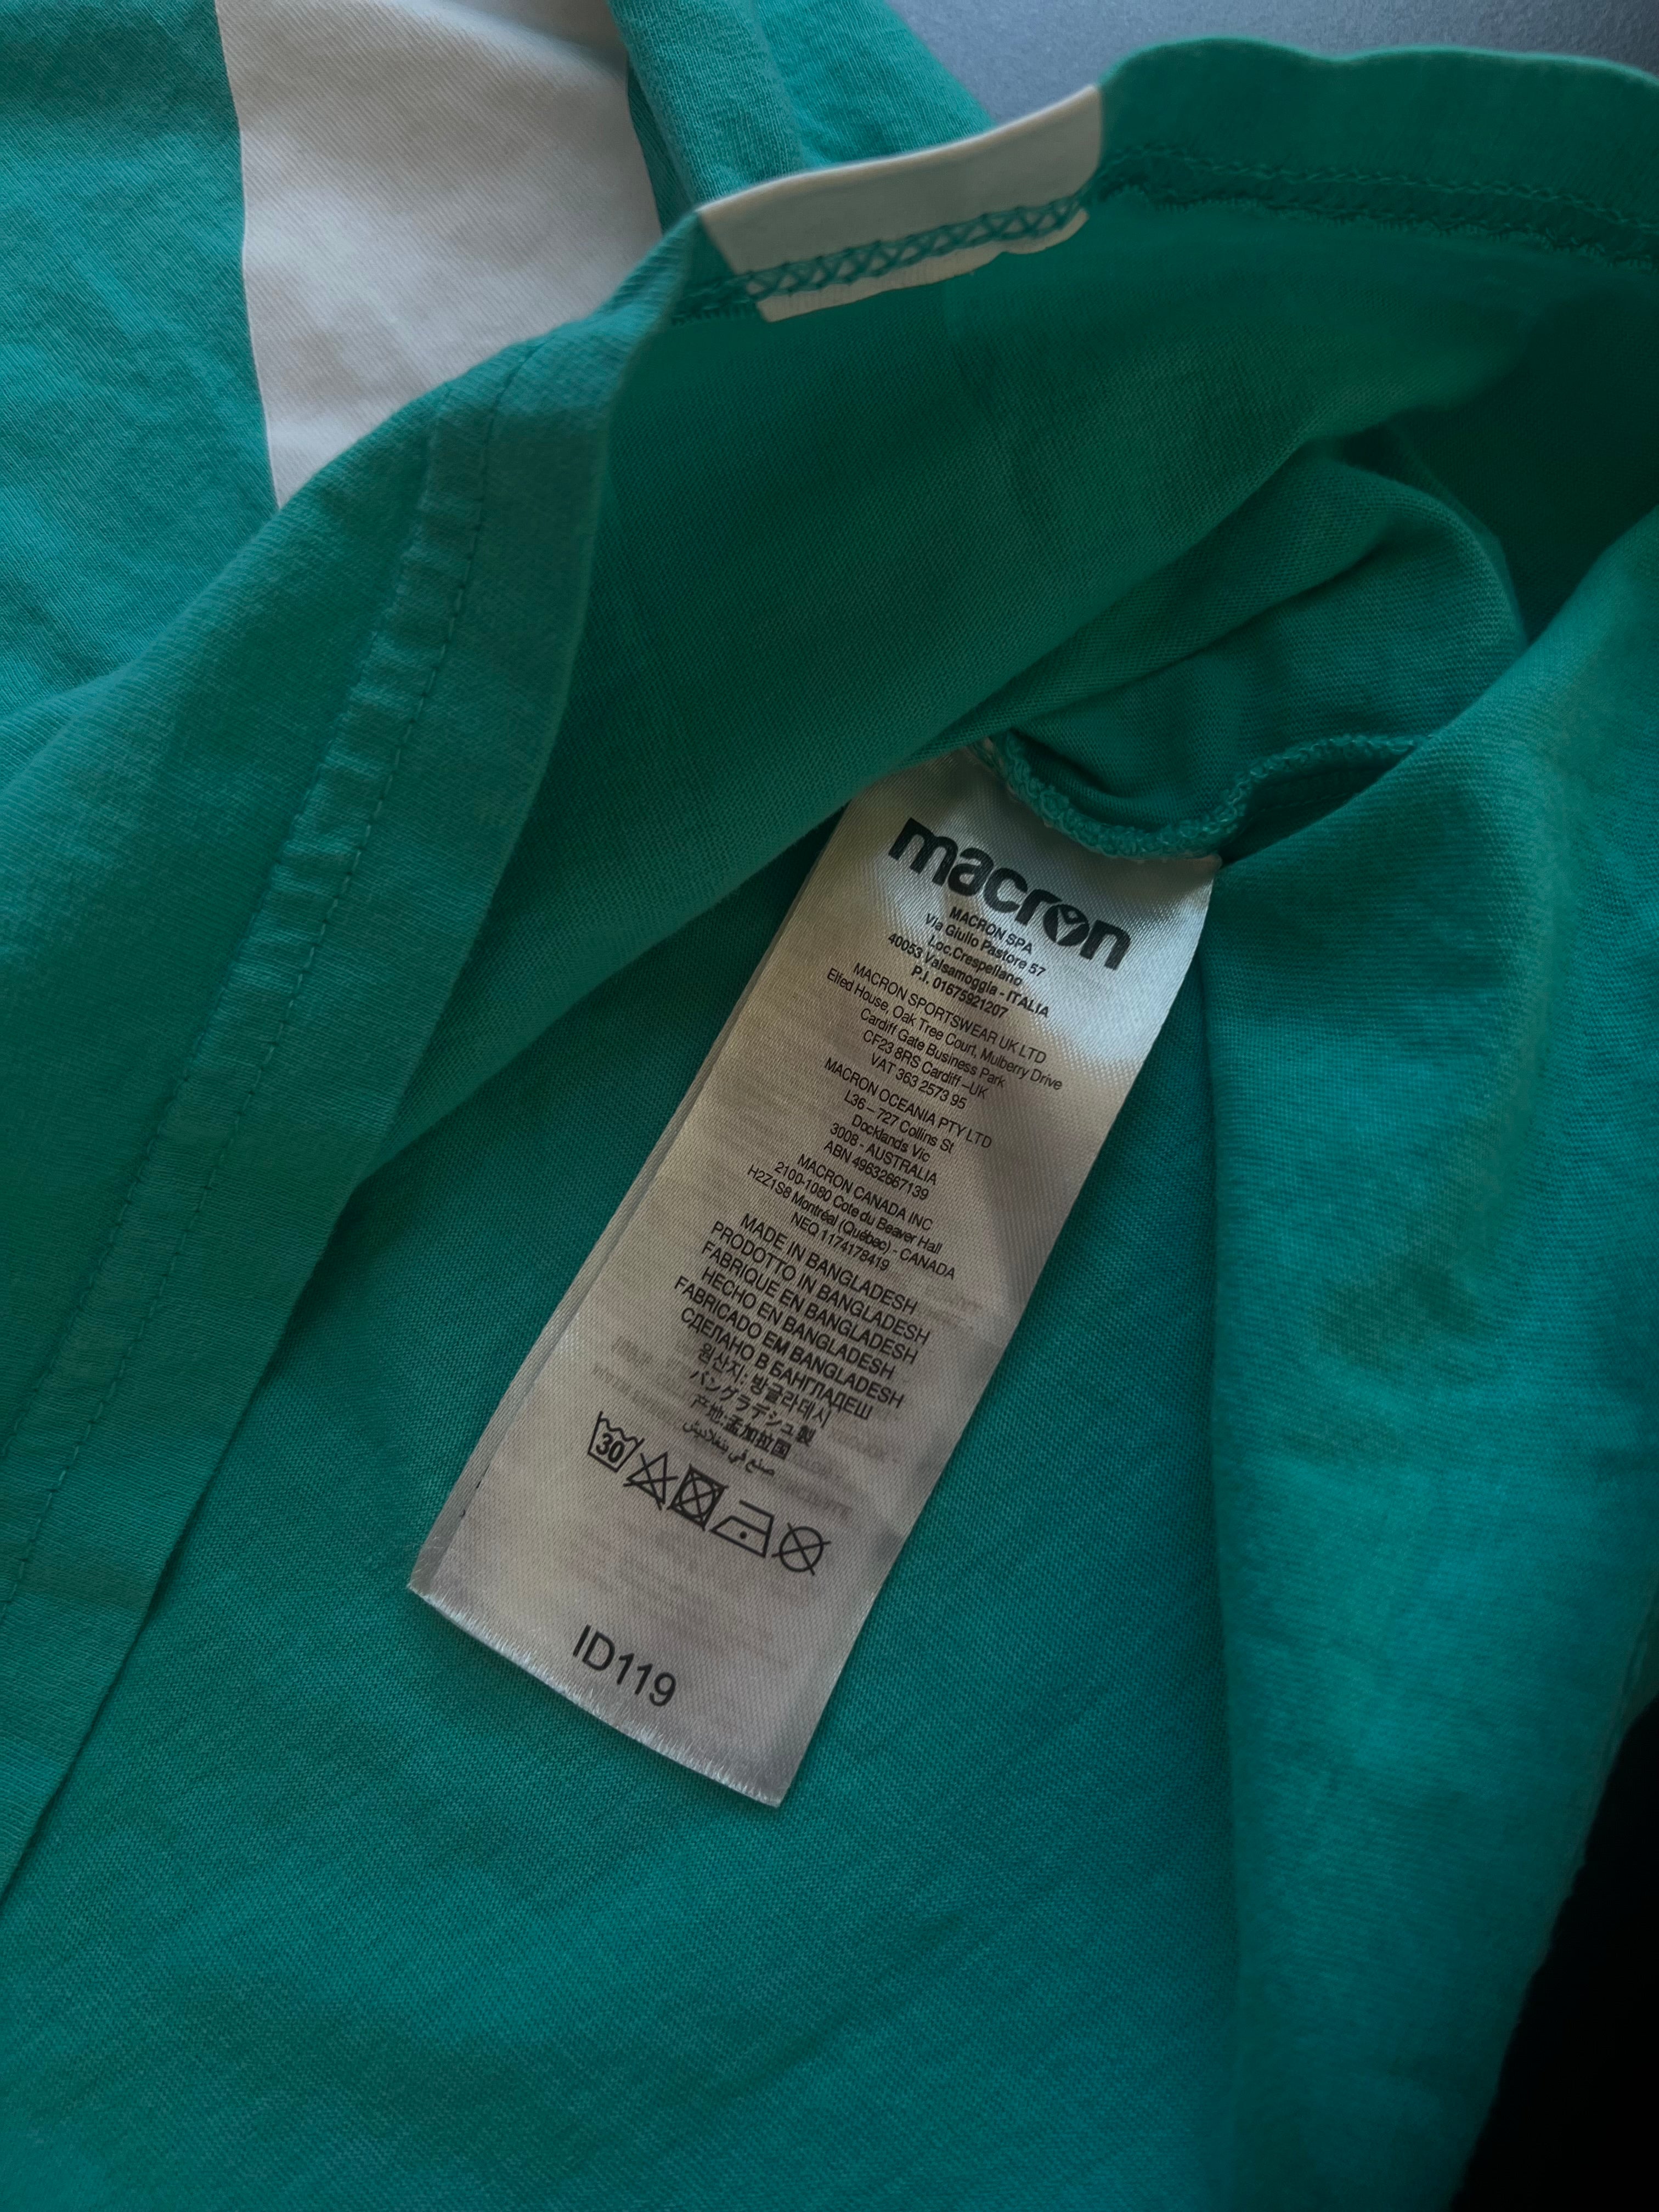 macron
MACRON SPA
Via Giulio Pastore 57
Loc.Crespellano
40053 Valsamoggia - ITALIA
P.I. 01675921207
MACRON SPORTSWEAR UK LTD
Elfed House, Oak Tree Court, Mulberry Drive
Cardiff Gate Business Park
CF23 8RS Cardiff –UK
VAT 363 2573 95
MACRON OCEANIA PTY LTD
L36 – 727 Collins St
Docklands Vic
3008 - AUSTRALIA
ABN 49632667139
MACRON CANADA INC
2100-1080 Cote du Beaver Hall
H2Z1S8 Montréal (Québec) - CANADA
NEQ 1174178419
MADE IN BANGLADESH
PRODOTTO IN BANGLADESH
FABRIQUE EN BANGLADESH
HECHO EN BANGLADESH
FABRICADO EM BANGLADESH
СДЕЛАНО В БАНГЛАДЕШ
원산지: 방글라데시
バングラデシュ製
产地:孟加拉国
صنع في بنغلاديش
30
ID119